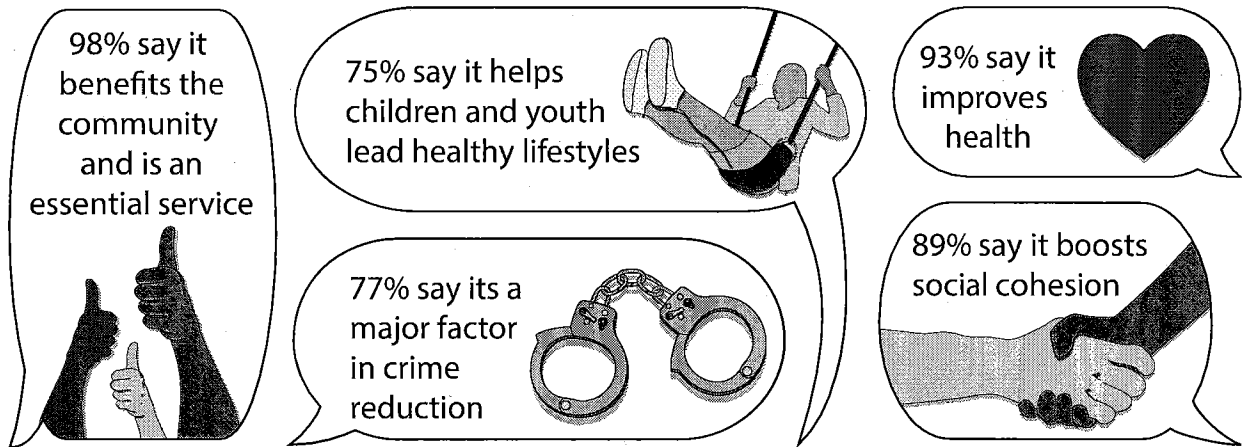 98% say it
benefits the
community
and is an
essential service
75% say it helps
children and youth
lead healthy lifestyles
77% say its a
major factor
in crime
reduction
93% say it
improves
health
89% say it boosts
social cohesion